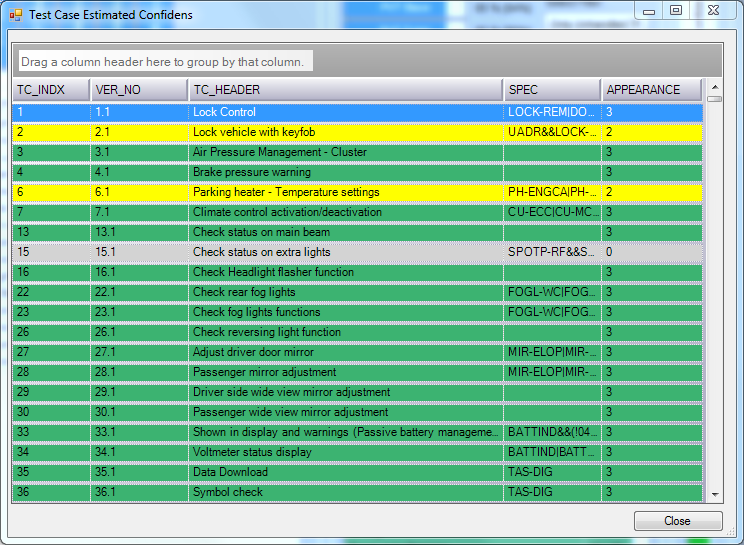 Test Case Estimated Confidens
Drag a column header here to group by that column.
TC_INDX VER_NO TC_HEADER SPEC APPEARANCE
1 1.1 Lock Control LOCK-REM|DO... 3
2 2.1 Lock vehicle with keyfob UADR&&LOCK-... 2
3 3.1 Air Pressure Management - Cluster 3
4 4.1 Brake pressure warning 3
6 6.1 Parking heater - Temperature settings PH-ENGCA|PH-... 2
7 7.1 Climate control activation/deactivation CU-ECC|CU-MC... 3
13 13.1 Check status on main beam 3
15 15.1 Check status on extra lights SPOTP-RF&&S... 0
16 16.1 Check Headlight flasher function 3
22 22.1 Check rear fog lights FOGL-WC|FOG... 3
23 23.1 Check fog lights functions FOGL-WC|FOG... 3
26 26.1 Check reversing light function 3
27 27.1 Adjust driver door mirror MIR-ELOP|MIR-... 3
28 28.1 Passenger mirror adjustment MIR-ELOP|MIR-... 3
29 29.1 Driver side wide view mirror adjustment 3
30 30.1 Passenger wide view mirror adjustment 3
33 33.1 Shown in display and warnings (Passive battery manageme... BATTIND&&(!04... 3
34 34.1 Voltmeter status display BATTIND|BATT... 3
35 35.1 Data Download TAS-DIG 3
36 36.1 Symbol check TAS-DIG 3
Close